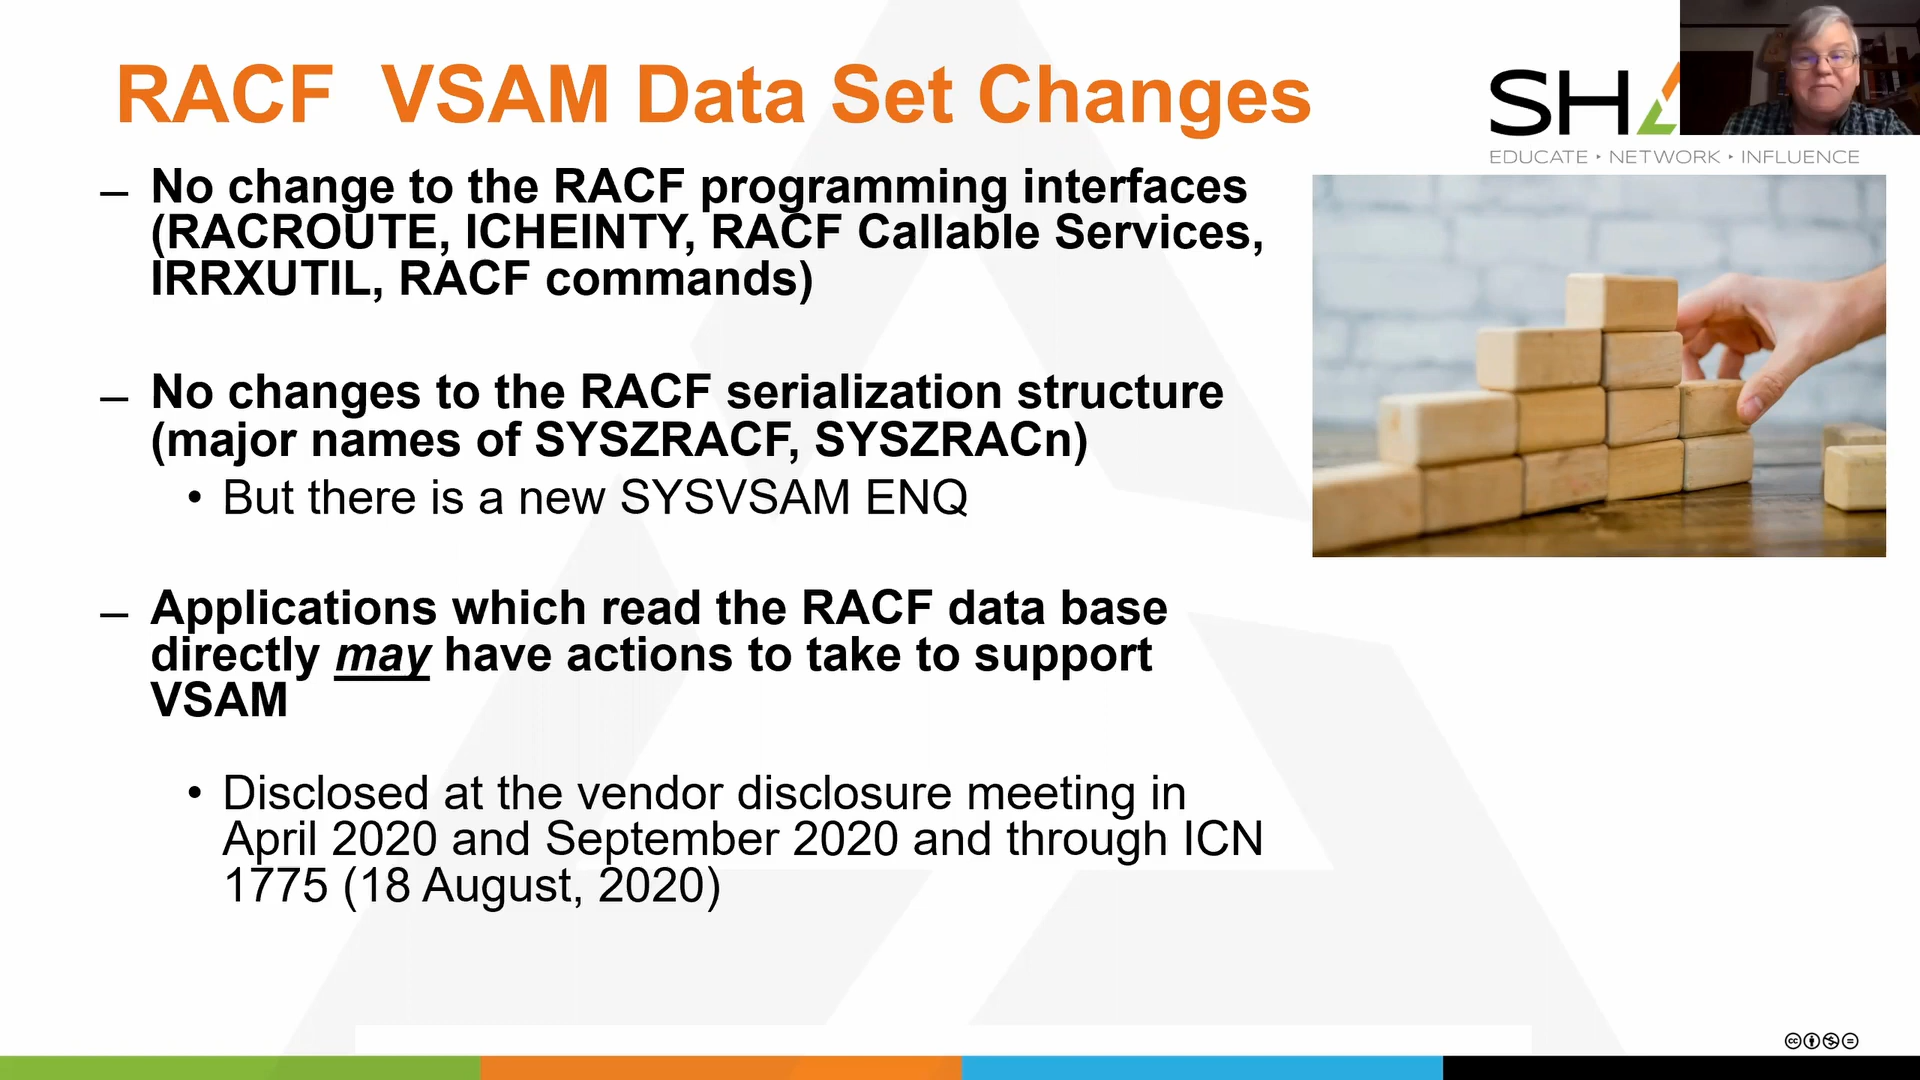 RACF VSAM Data Set Changes
SH
EDUCATE • NETWORK • INFLUENCE
– No change to the RACF programming interfaces
(RACROUTE, ICHEINTY, RACF Callable Services,
IRRXUTIL, RACF commands)
– No changes to the RACF serialization structure
(major names of SYSZRACF, SYSZRACn)
• But there is a new SYSVSAM ENQ
– Applications which read the RACF data base
directly may have actions to take to support
VSAM
• Disclosed at the vendor disclosure meeting in
April 2020 and September 2020 and through ICN
1775 (18 August, 2020)